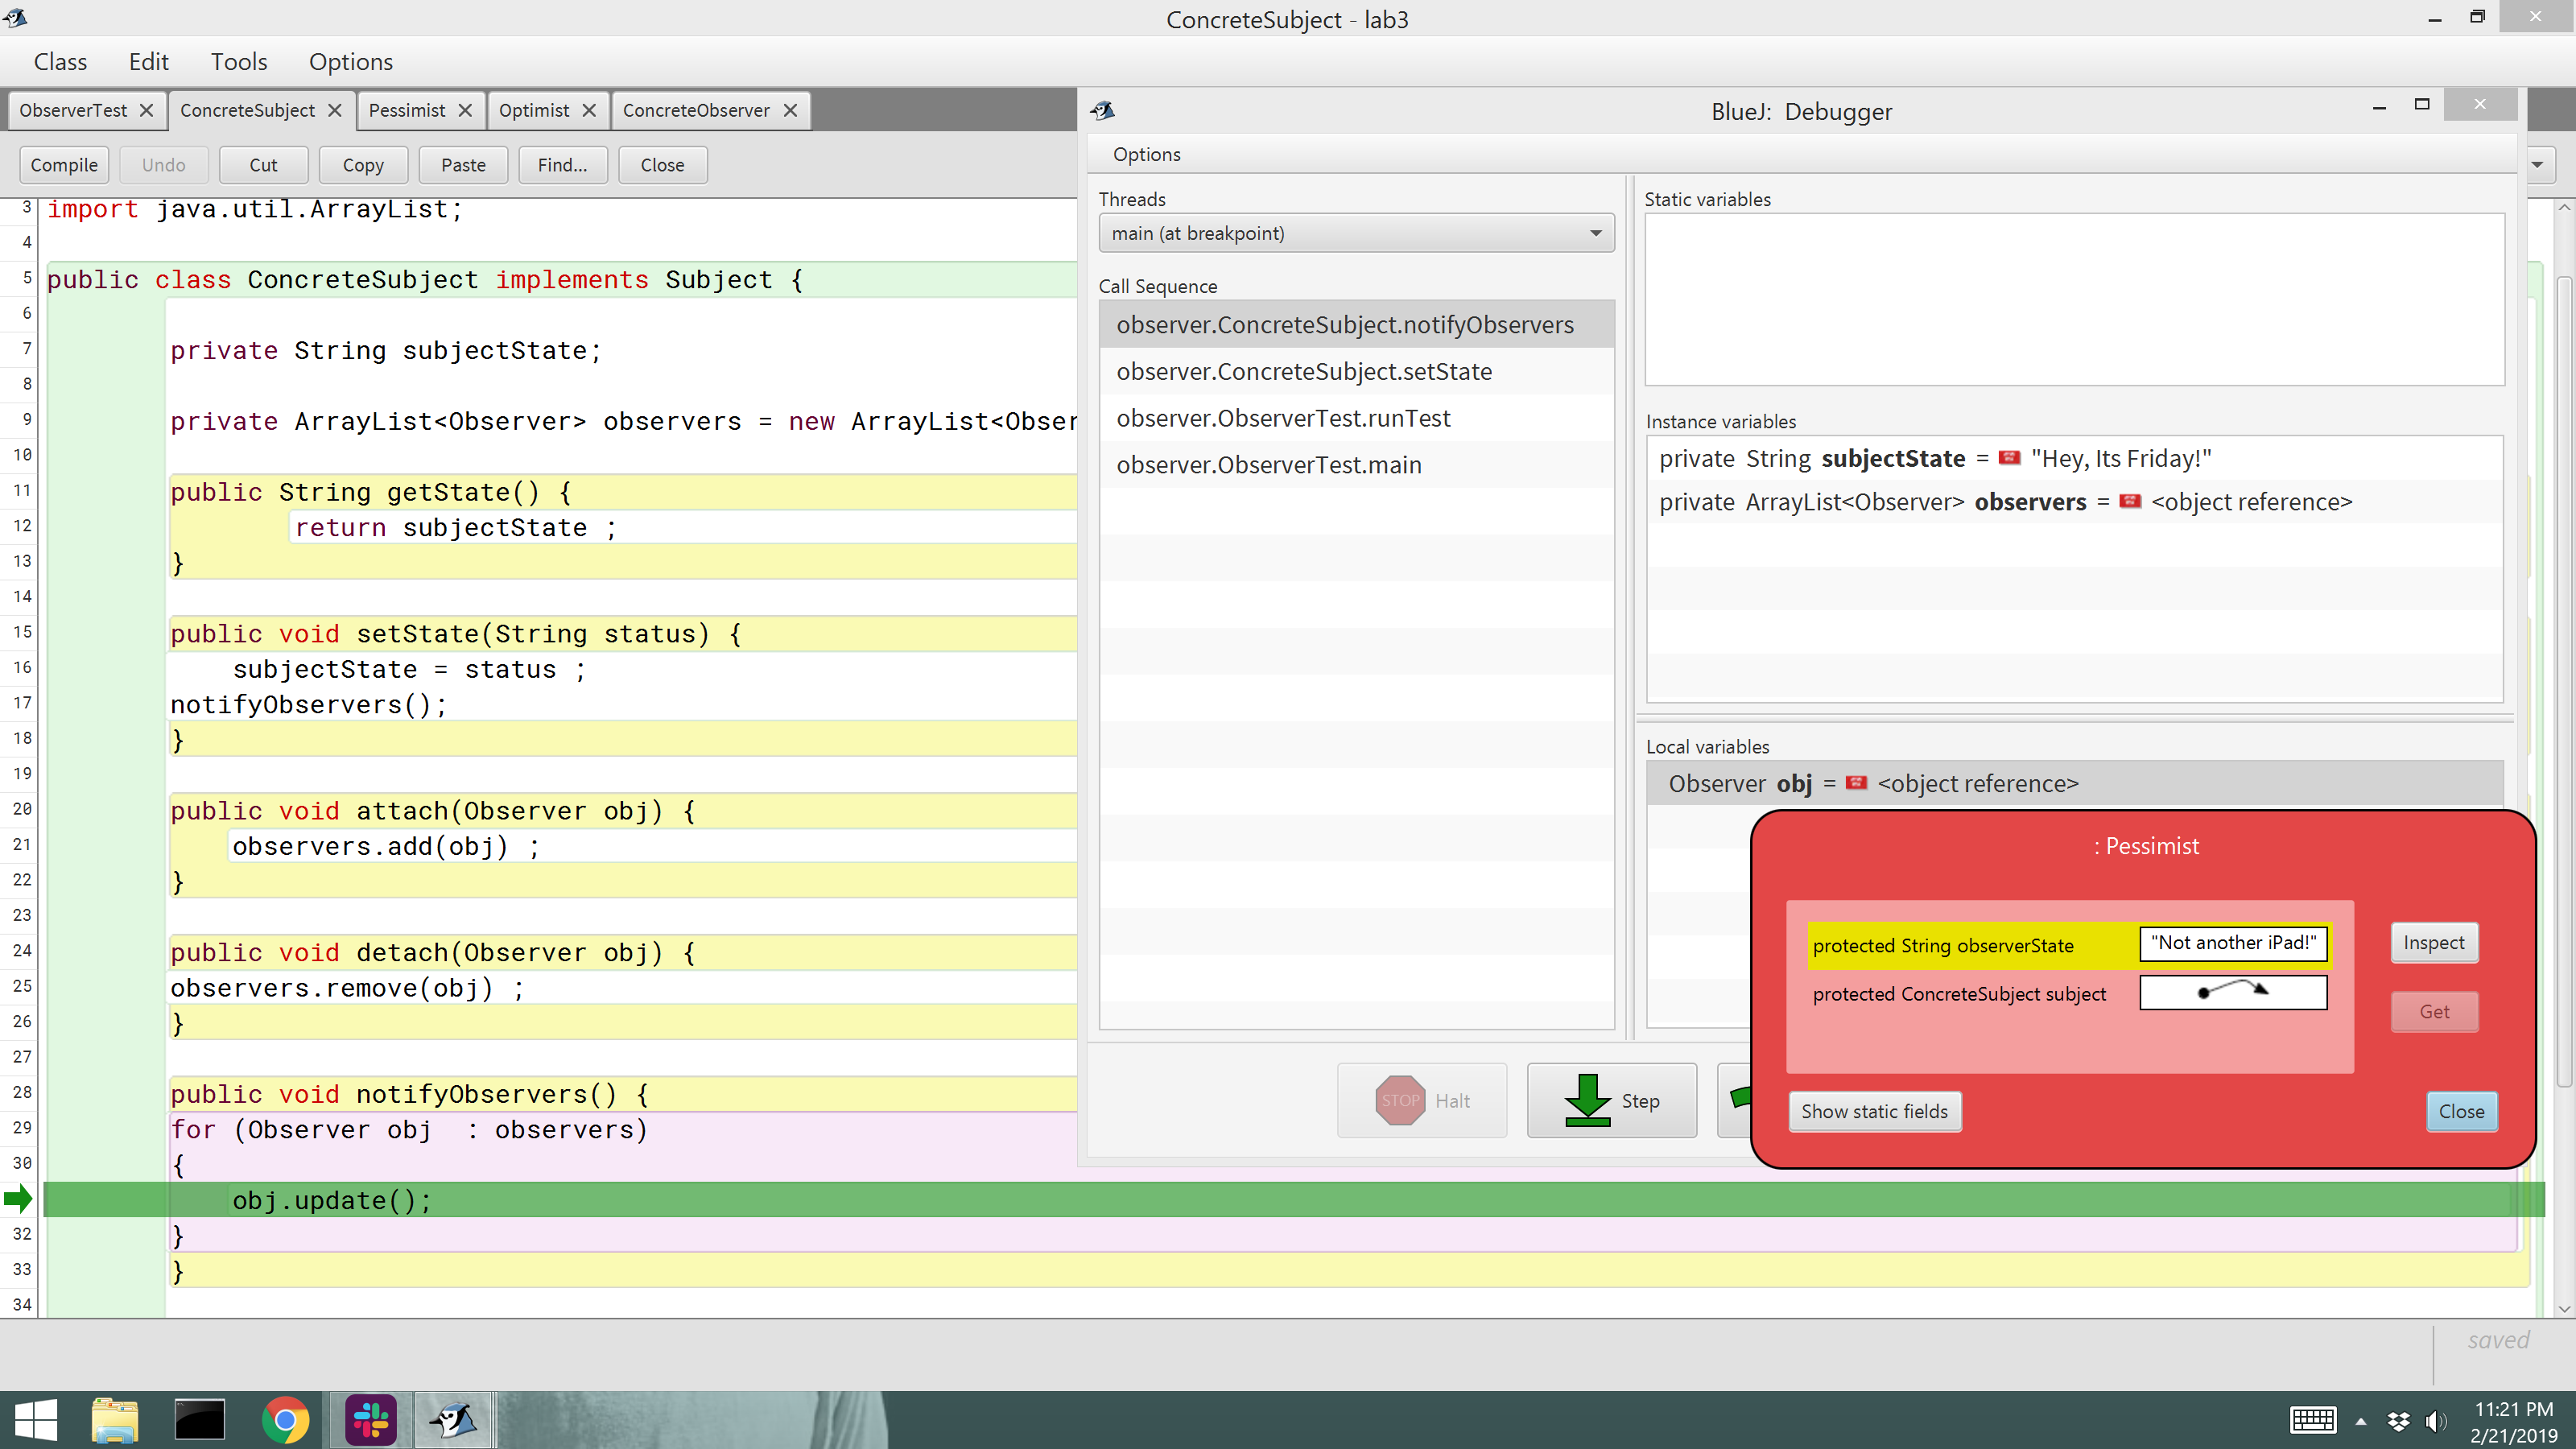 ConcreteSubject - lab3
Class Edit Tools Options
ObserverTest ConcreteSubject Pessimist Optimist ConcreteObserver
Compile Undo Cut Copy Paste Find... Close
3 import java.util.ArrayList;
4
5 public class ConcreteSubject implements Subject {
6
7 private String subjectState;
8
9 private ArrayList<Observer> observers = new ArrayList<Obser
10
11 public String getState() {
12 return subjectState ;
13 }
14
15 public void setState(String status) {
16 subjectState = status ;
17 notifyObservers();
18 }
19
20 public void attach(Observer obj) {
21 observers.add(obj) ;
22 }
23
24 public void detach(Observer obj) {
25 observers.remove(obj) ;
26 }
27
28 public void notifyObservers() {
29 for (Observer obj : observers)
30 {
obj.update();
32 }
33 }
34
BlueJ: Debugger
Options
Threads
main (at breakpoint)
Call Sequence
observer.ConcreteSubject.notifyObservers
observer.ConcreteSubject.setState
observer.ObserverTest.runTest
observer.ObserverTest.main
Static variables
Instance variables
private String subjectState = "Hey, Its Friday!"
private ArrayList<Observer> observers = <object reference>
Local variables
Observer obj = <object reference>
STOP Halt
Step
: Pessimist
protected String observerState "Not another iPad!"
protected ConcreteSubject subject
Inspect
Get
Show static fields
Close
saved
11:21 PM
2/21/2019